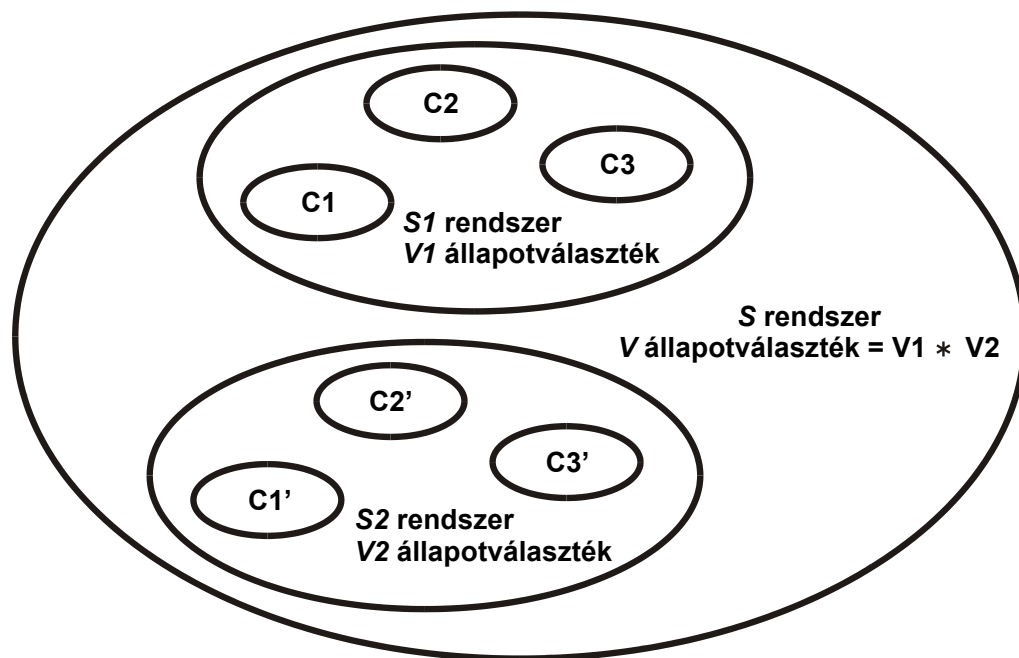 C2
C3
C1
S1 rendszer
V1 állapotválaszték
S rendszer
V állapotválaszték = V1 * V2
C2’
C3’
C1’
S2 rendszer
V2 állapotválaszték